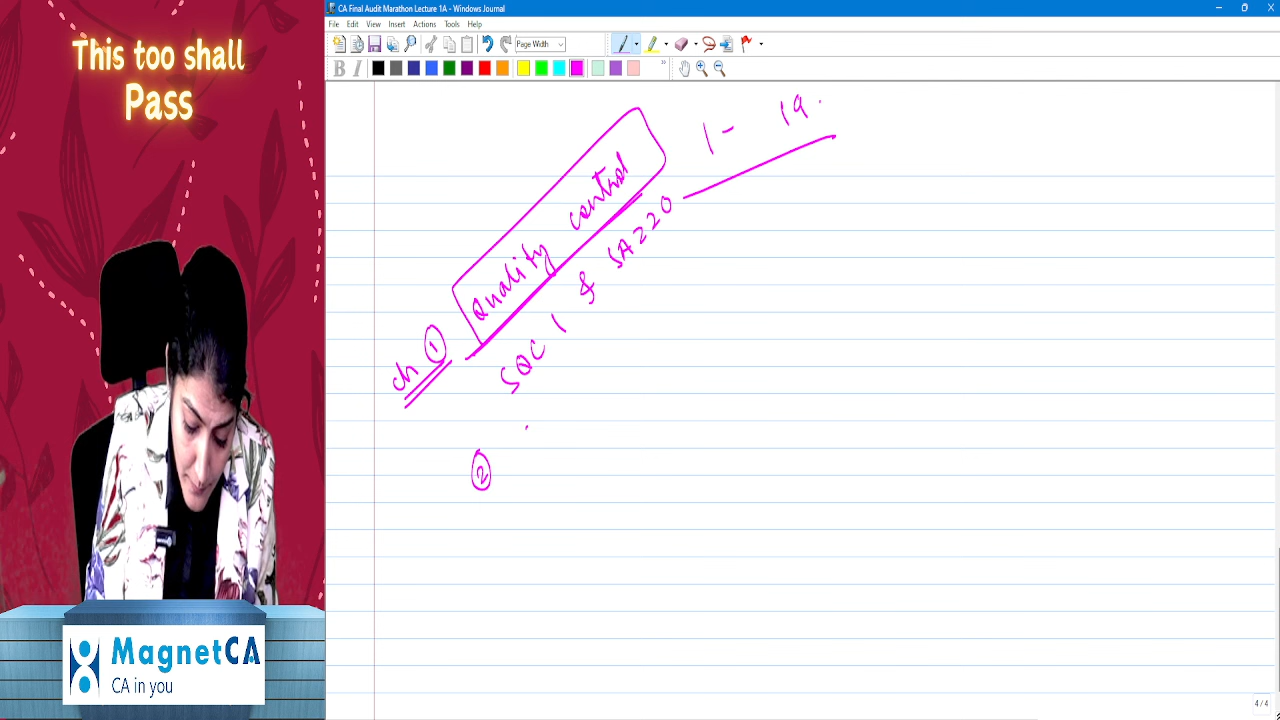 This too shall
Pass
CA Final Audit Marathon Lecture 1A - Windows Journal
File Edit View Insert Actions Tools Help
Page Width
B I
1 - 19.
Ch ① Quality control
SQC 1 & SA220
②
MagnetCA
CA in you
4/4